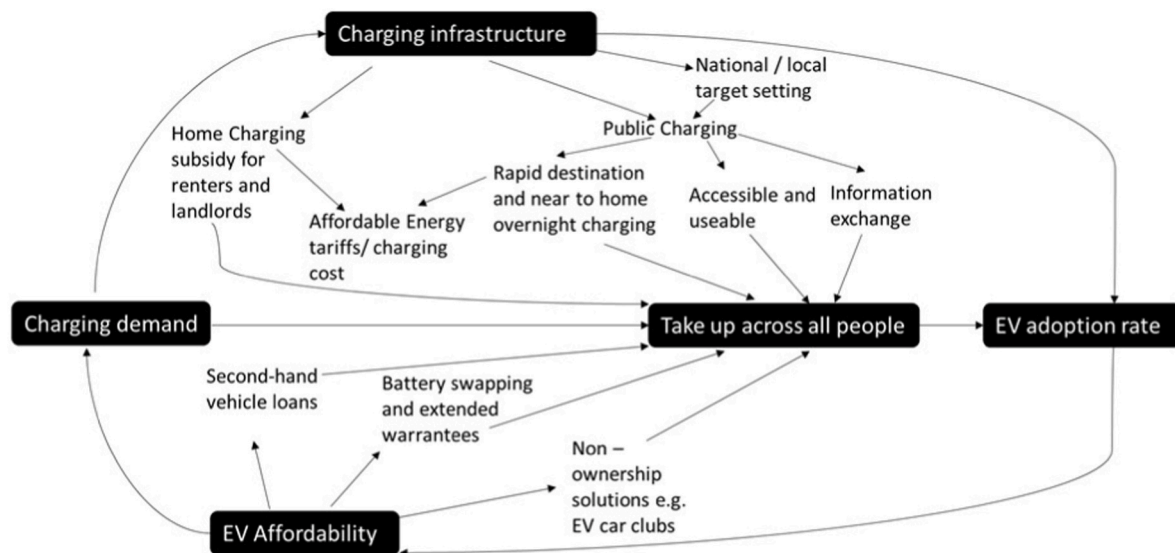 Charging infrastructure
National / local
target setting
Home Charging
subsidy for
renters and
landlords
Public Charging
Rapid destination
and near to home
overnight charging
Accessible and
useable
Information
exchange
Affordable Energy
tariffs/ charging
cost
Charging demand
Take up across all people
EV adoption rate
Second-hand
vehicle loans
Battery swapping
and extended
warrantees
Non –
ownership
solutions e.g.
EV car clubs
EV Affordability